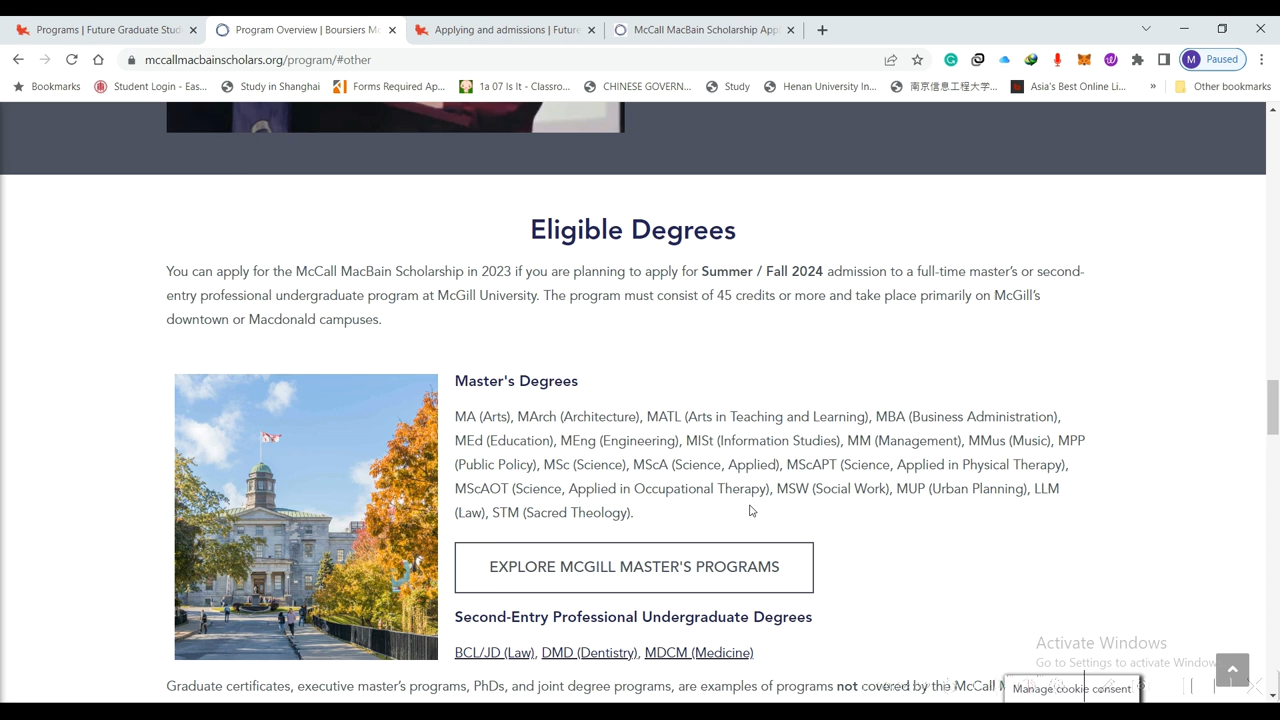 Programs | Future Graduate Stud
Program Overview | Boursiers Mc
Applying and admissions | Future
McCall MacBain Scholarship Appl
mccallmacbainscholars.org/program/#other
M Paused
Bookmarks
Student Login - Eas...
Study in Shanghai
Forms Required Ap...
1a 07 Is It - Classroo...
CHINESE GOVERN...
Study
Henan University In...
南京信息工程大学...
Asia's Best Online Li...
»
Other bookmarks
Eligible Degrees
You can apply for the McCall MacBain Scholarship in 2023 if you are planning to apply for Summer / Fall 2024 admission to a full-time master's or second-
entry professional undergraduate program at McGill University. The program must consist of 45 credits or more and take place primarily on McGill's
downtown or Macdonald campuses.
Master's Degrees
MA (Arts), MArch (Architecture), MATL (Arts in Teaching and Learning), MBA (Business Administration),
MEd (Education), MEng (Engineering), MISt (Information Studies), MM (Management), MMus (Music), MPP
(Public Policy), MSc (Science), MScA (Science, Applied), MScAPT (Science, Applied in Physical Therapy),
MScAOT (Science, Applied in Occupational Therapy), MSW (Social Work), MUP (Urban Planning), LLM
(Law), STM (Sacred Theology).
EXPLORE MCGILL MASTER'S PROGRAMS
Second-Entry Professional Undergraduate Degrees
BCL/JD (Law), DMD (Dentistry), MDCM (Medicine)
Activate Windows
Go to Settings to activate Window
Graduate certificates, executive master's programs, PhDs, and joint degree programs, are examples of programs not covered by the McCall M
Manage cookie consent